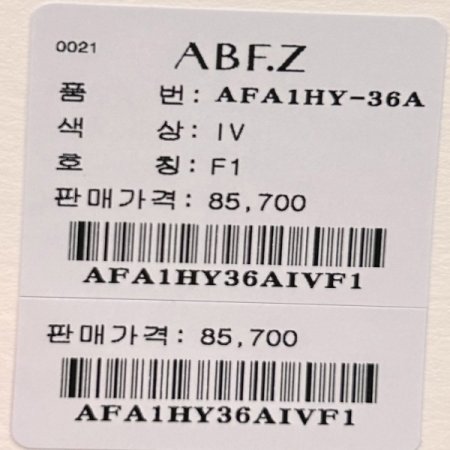 0021 ABF.Z
품 번: AFA1HY-36A
색 상: IV
호 칭: F1
판매가격: 85,700
AFA1HY36AIVF1
판매가격: 85,700
AFA1HY36AIVF1